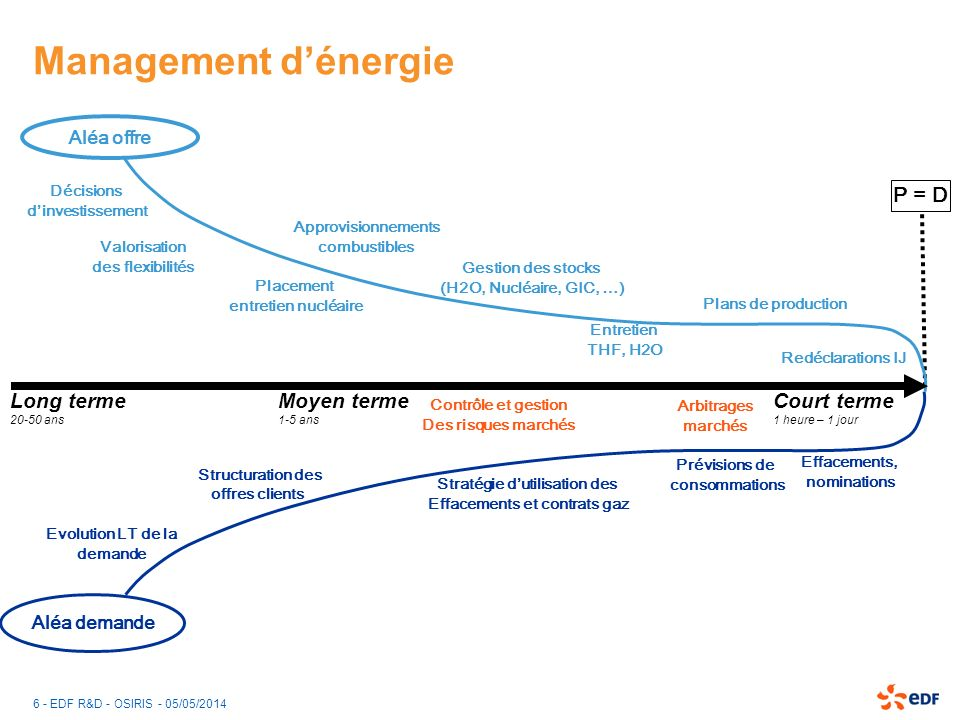 Management d’énergie
Aléa offre
P = D
Décisions
d’investissement
Approvisionnements
combustibles
Valorisation
des flexibilités
Gestion des stocks
(H2O, Nucléaire, GIC, …)
Placement
entretien nucléaire
Plans de production
Entretien
THF, H2O
Redéclarations IJ
Long terme
20-50 ans
Moyen terme
1-5 ans
Contrôle et gestion
Des risques marchés
Arbitrages
marchés
Court terme
1 heure – 1 jour
Structuration des
offres clients
Stratégie d’utilisation des
Effacements et contrats gaz
Prévisions de
consommations
Effacements,
nominations
Evolution LT de la
demande
Aléa demande
6 - EDF R&D - OSIRIS - 05/05/2014
EDF